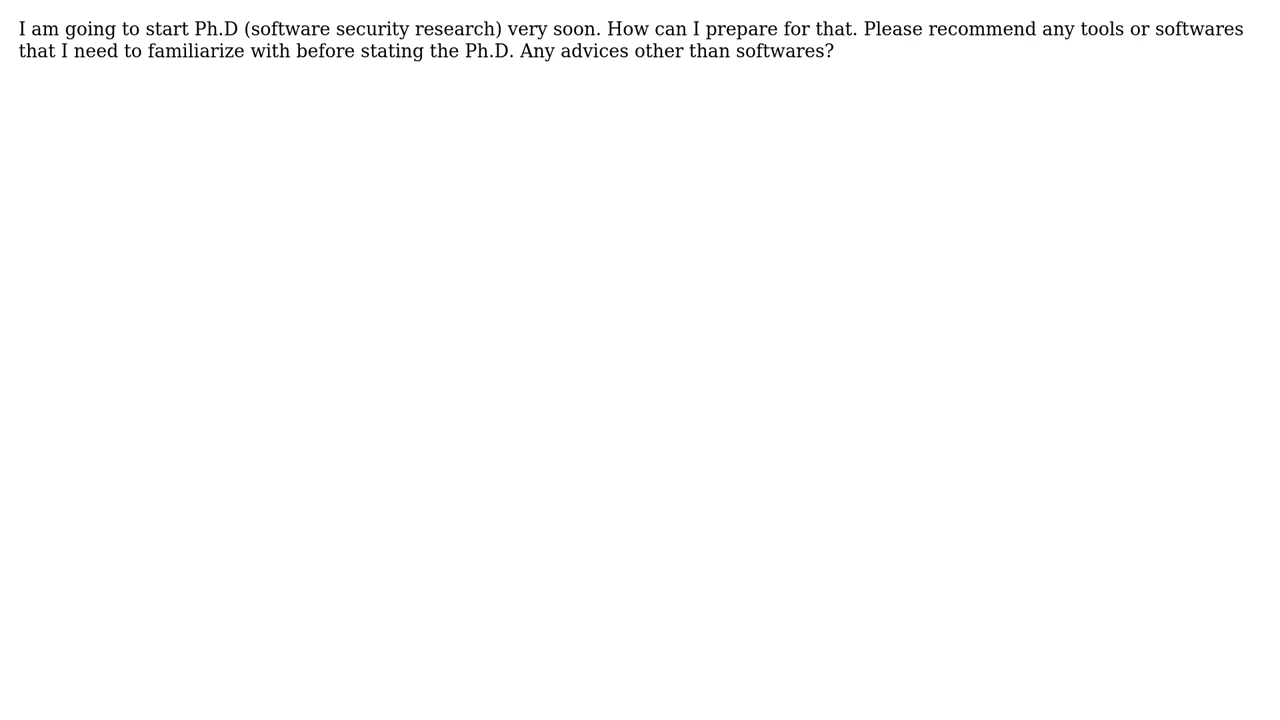 I am going to start Ph.D (software security research) very soon. How can I prepare for that. Please recommend any tools or softwares
that I need to familiarize with before stating the Ph.D. Any advices other than softwares?